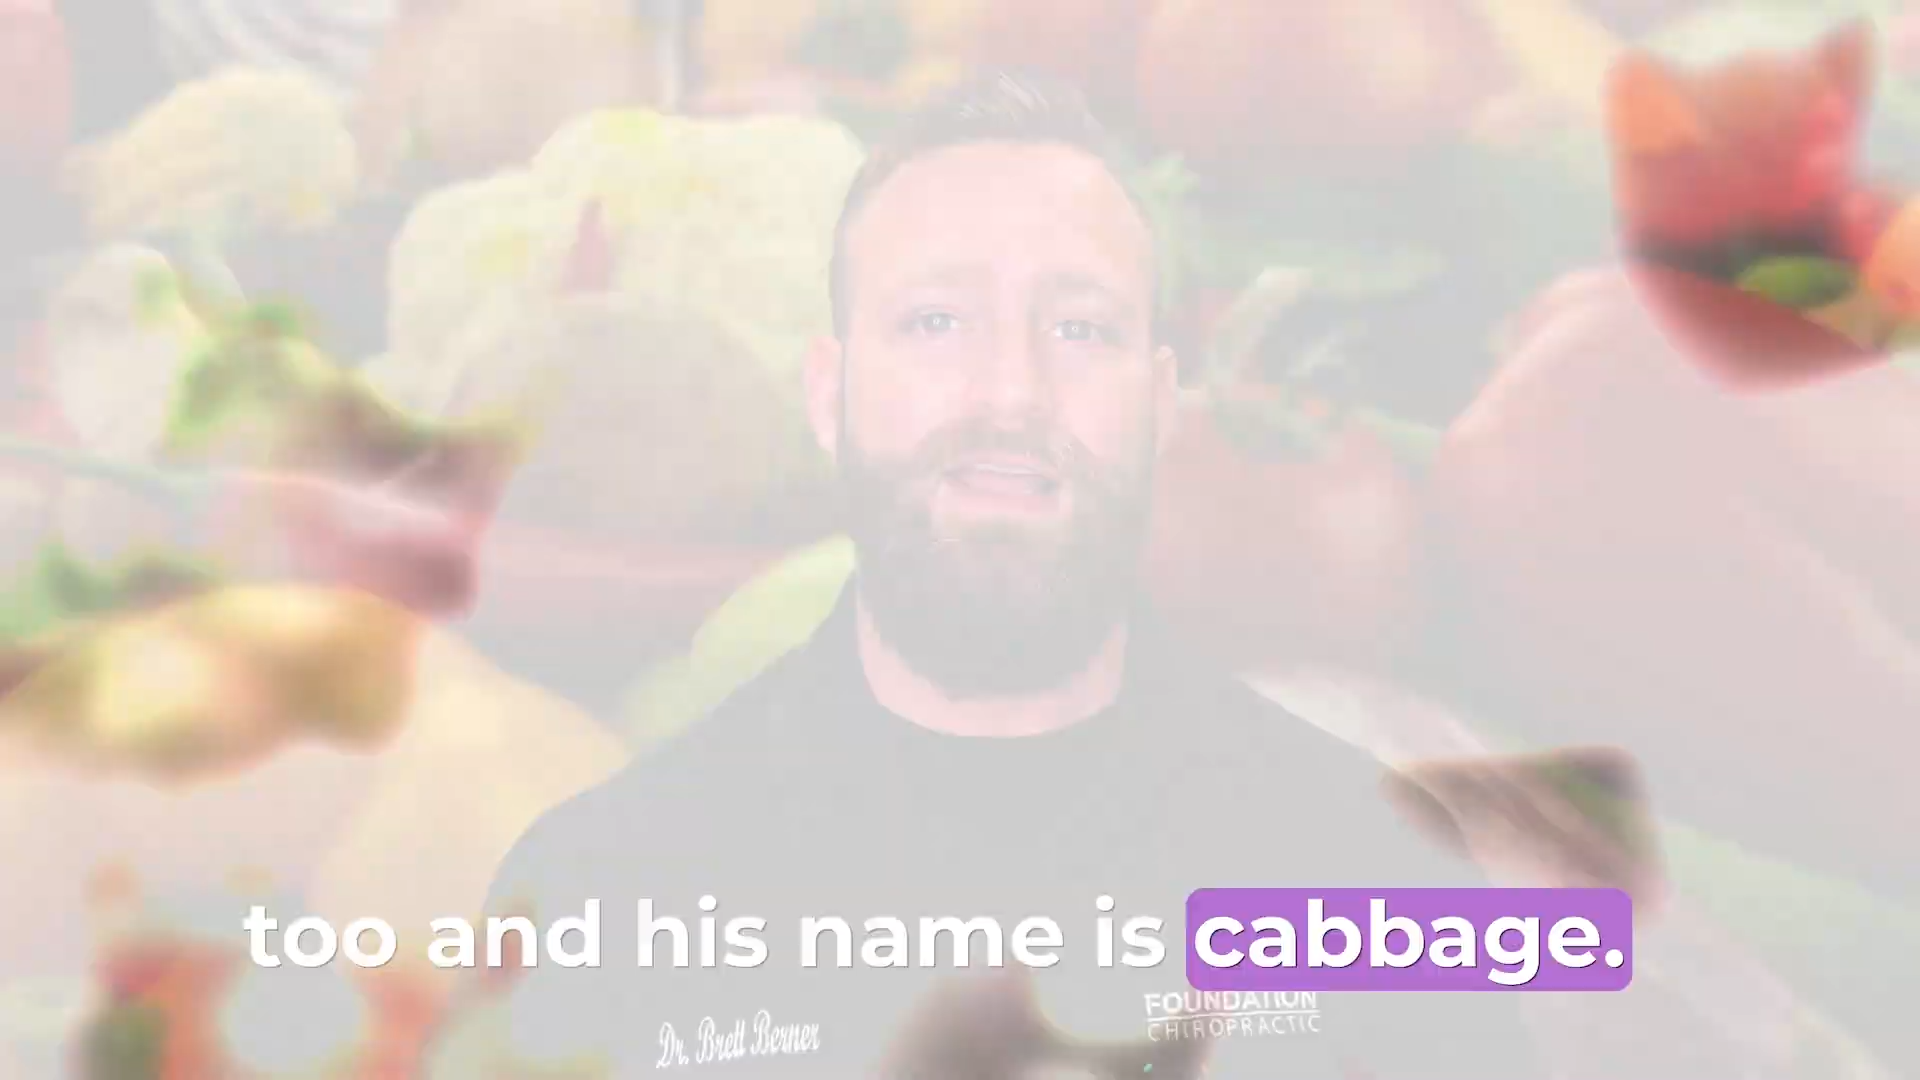 too and his name is cabbage.
Dr. Brett Berner
FOUNDATION
CHIROPRACTIC